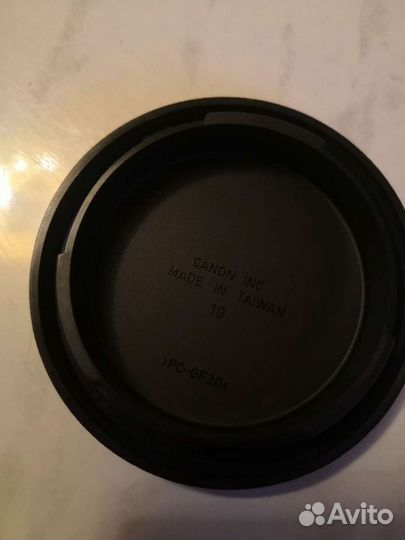 CANON INC.
MADE IN TAIWAN
19
>PC-GF30<
Avito